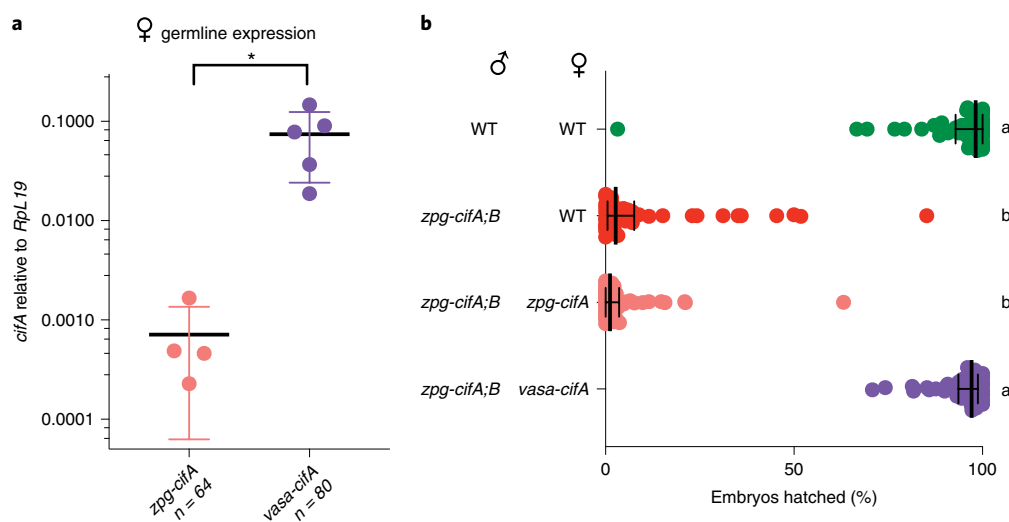 a
♀ germline expression
*
cifA relative to RpL19
0.1000
0.0100
0.0010
0.0001
zpg-cifA
n = 64
vasa-cifA
n = 80
b
♂ ♀
WT WT a
zpg-cifA;B WT b
zpg-cifA;B zpg-cifA b
zpg-cifA;B vasa-cifA a
0 50 100
Embryos hatched (%)